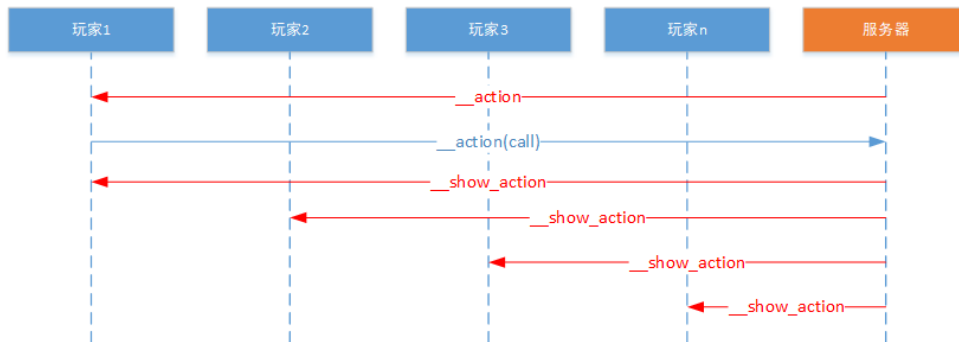 玩家1
玩家2
玩家3
玩家n
服务器
__action
__action(call)
__show_action
__show_action
__show_action
__show_action